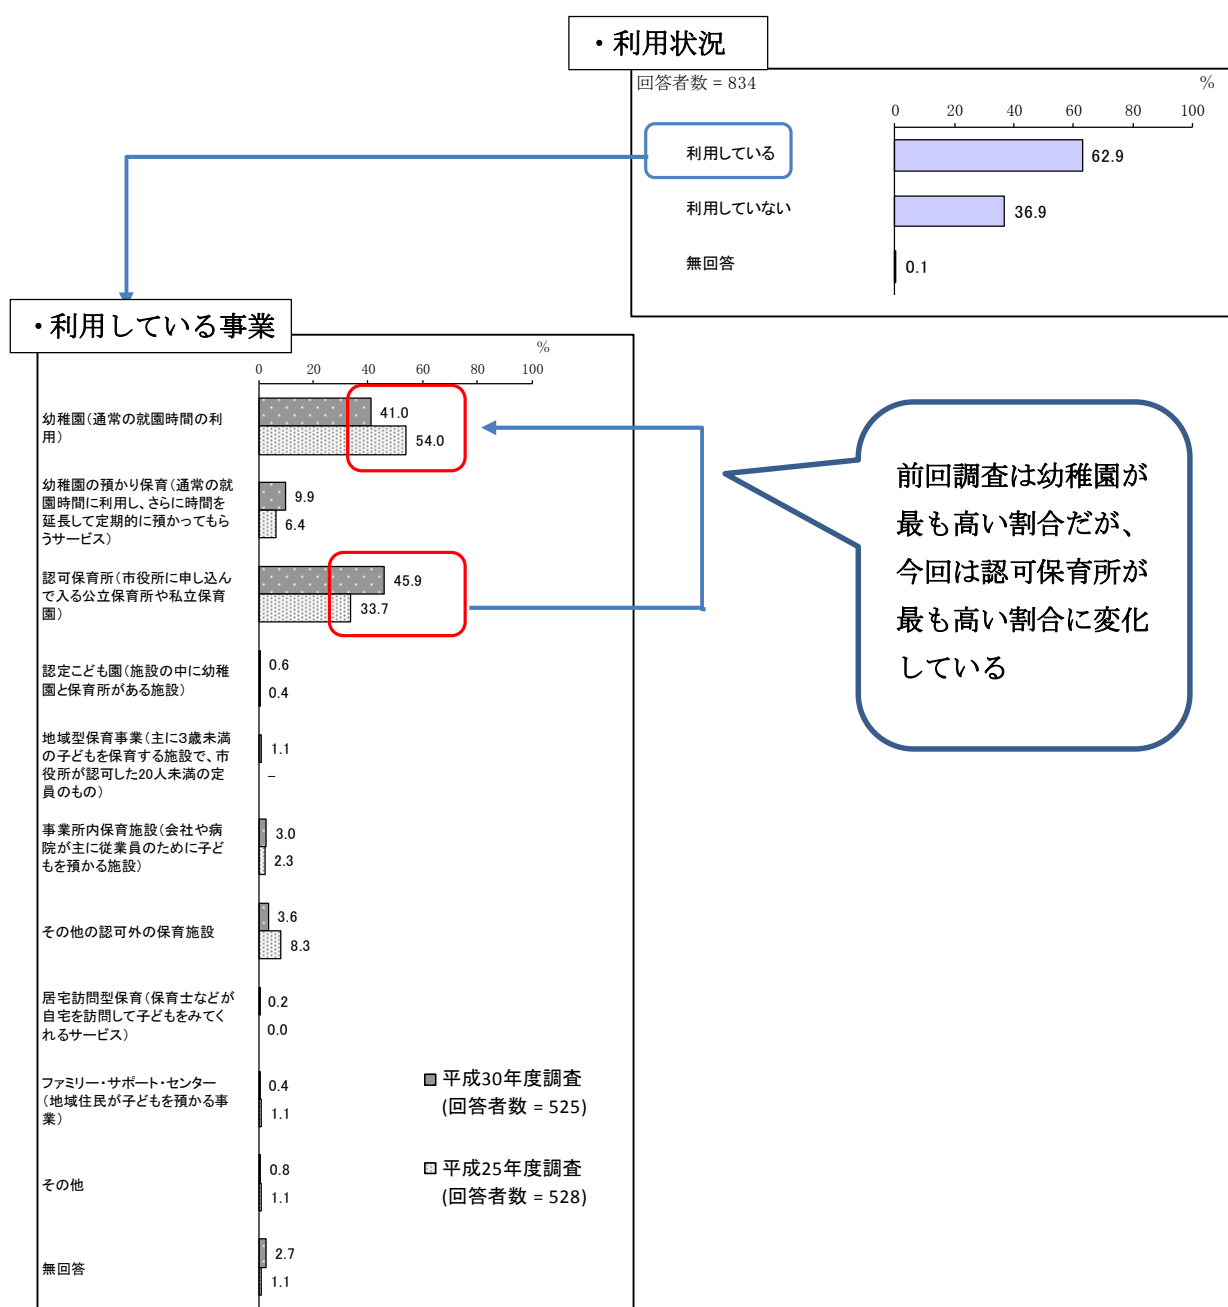 ・利用状況
回答者数 = 834
%
0 20 40 60 80 100
利用している
62.9
利用していない
36.9
無回答
0.1
・利用している事業
%
0 20 40 60 80 100
幼稚園(通常の就園時間の利
用)
41.0
54.0
幼稚園の預かり保育(通常の就
園時間に利用し、さらに時間を
延長して定期的に預かってもら
うサービス)
9.9
6.4
認可保育所(市役所に申し込ん
で入る公立保育所や私立保育
園)
45.9
33.7
認定こども園(施設の中に幼稚
園と保育所がある施設)
0.6
0.4
地域型保育事業(主に3歳未満
の子どもを保育する施設で、市
役所が認可した20人未満の定
員のもの)
1.1
–
事業所内保育施設(会社や病
院が主に従業員のために子ど
もを預かる施設)
3.0
2.3
その他の認可外の保育施設
3.6
8.3
居宅訪問型保育(保育士などが
自宅を訪問して子どもをみてく
れるサービス)
0.2
0.0
ファミリー・サポート・センター
(地域住民が子どもを預かる事
業)
0.4
1.1
その他
0.8
1.1
無回答
2.7
1.1
平成30年度調査
(回答者数 = 525)
平成25年度調査
(回答者数 = 528)
前回調査は幼稚園が
最も高い割合だが、
今回は認可保育所が
最も高い割合に変化
している